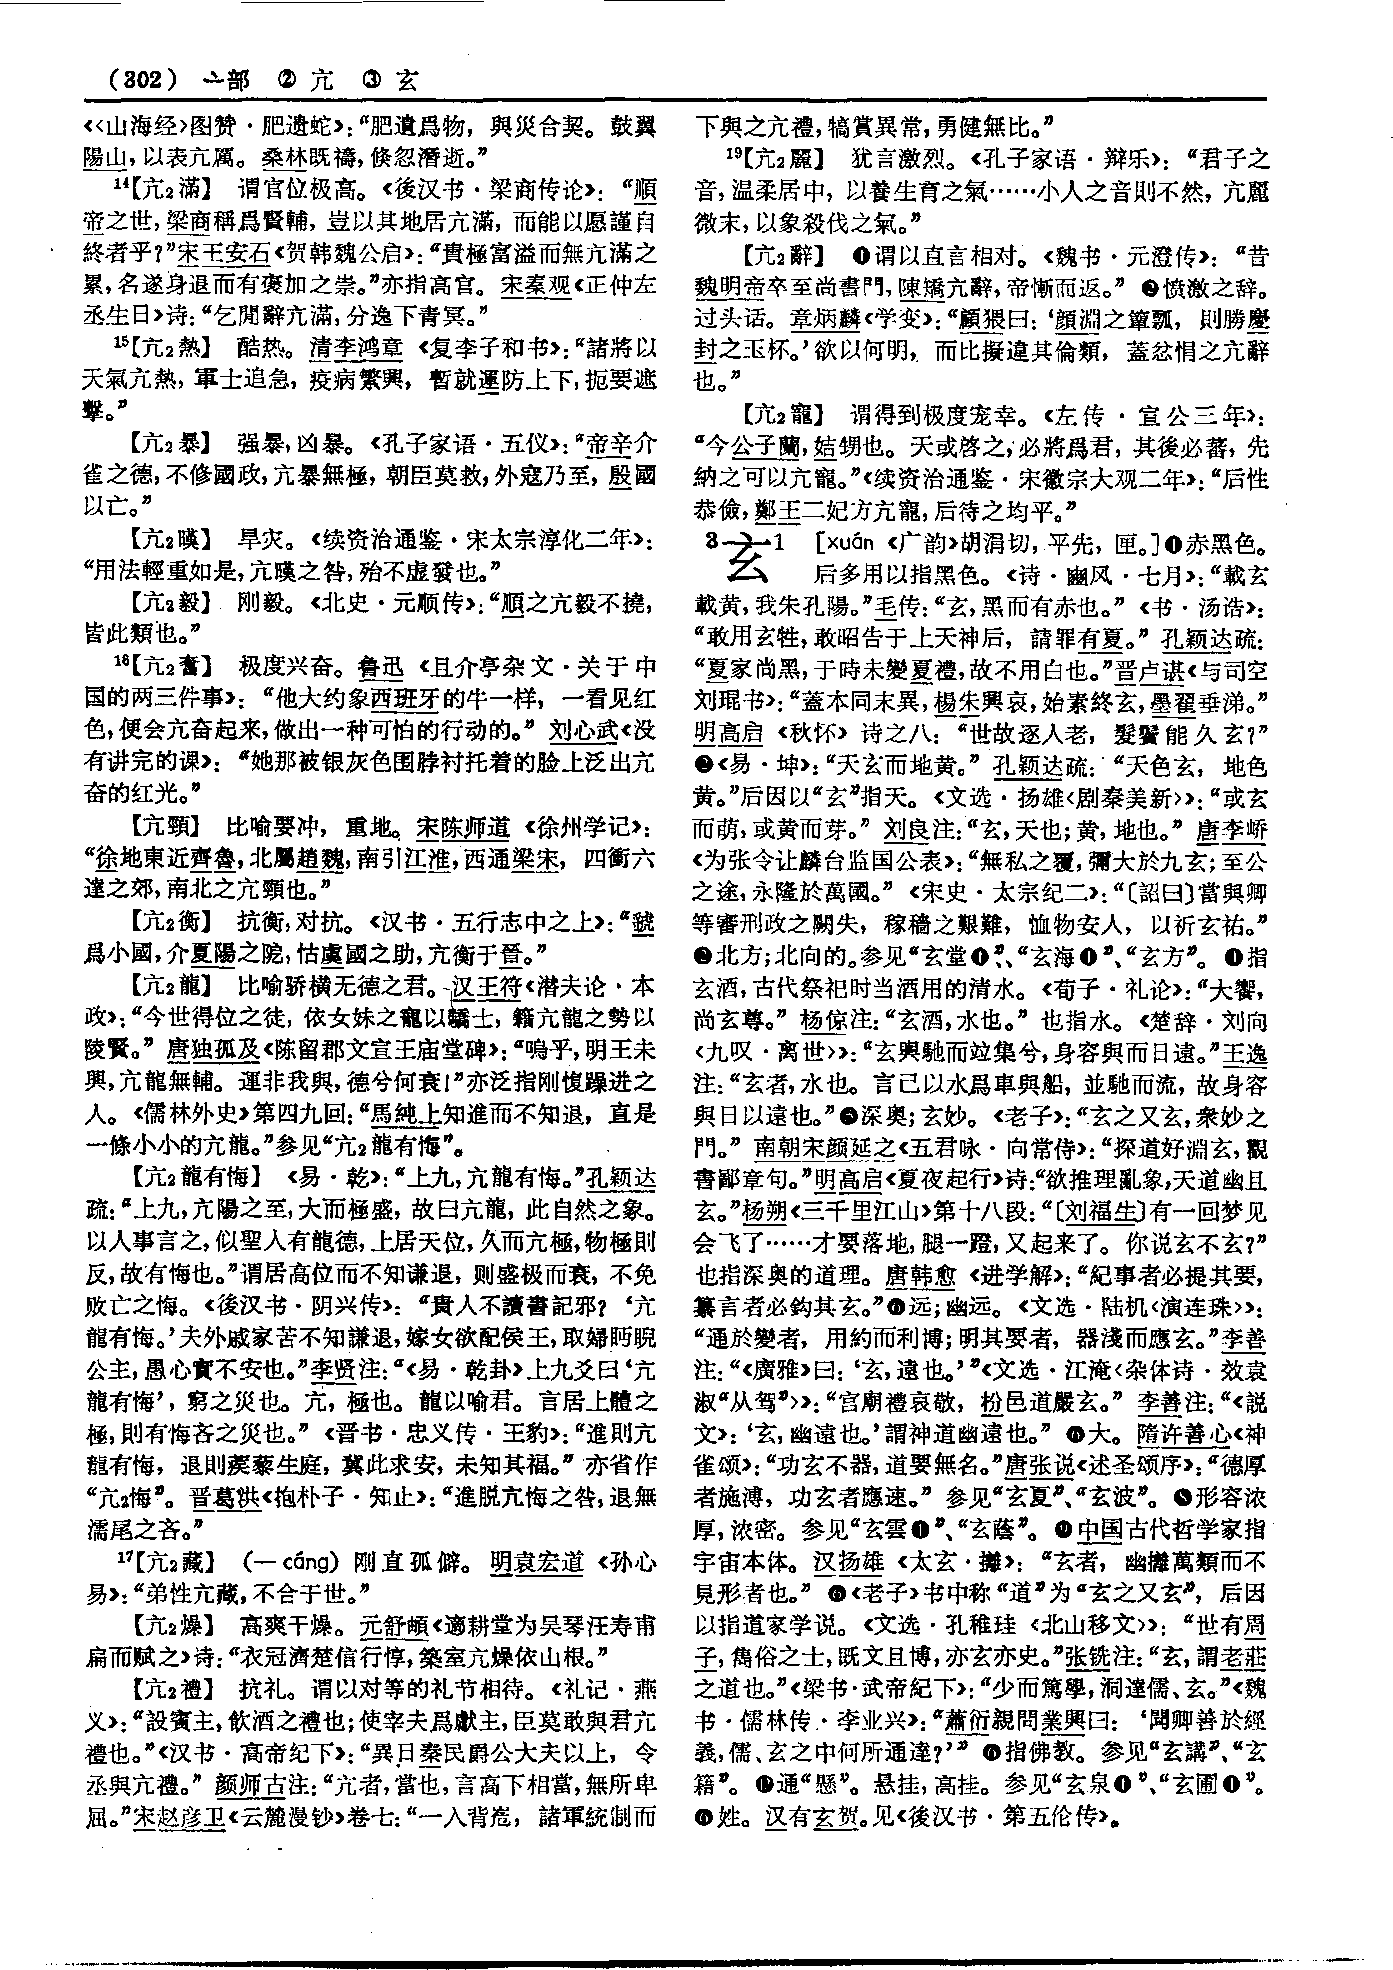 (302) 亠部 ②亢 ③玄
《〈山海经〉图赞·肥遗蛇》：“肥遺爲物，與災合契。鼓翼
陽山，以表亢厲。桑林既禱，倏忽潛逝。”
14【亢2滿】 谓官位极高。《後汉书·梁商传论》：“順
帝之世，梁商稱爲賢輔，豈以其地居亢滿，而能以愿謹自
終者乎？”宋王安石《贺韩魏公启》：“貴極富溢而無亢滿之
累，名遂身退而有褒加之崇。”亦指高官。宋秦观《正仲左
丞生日》诗：“乞閒辭亢滿，分逸下青冥。”
15【亢2熱】 酷热。清李鸿章《复李子和书》：“諸將以
天氣亢熱，軍士追急，疫病繁興，暫就運防上下，扼要遮
擊。”
【亢2暴】 强暴，凶暴。《孔子家语·五仪》：“帝辛介
雀之德，不修國政，亢暴無極，朝臣莫救，外寇乃至，殷國
以亡。”
【亢2暵】 旱灾。《续资治通鉴·宋太宗淳化二年》：
“用法輕重如是，亢暵之咎，殆不虚發也。”
【亢2毅】 刚毅。《北史·元顺传》：“順之亢毅不撓，
皆此類也。”
16【亢2奮】 极度兴奋。鲁迅《且介亭杂文·关于中
国的两三件事》：“他大约象西班牙的牛一样，一看见红
色，便会亢奋起来，做出一种可怕的行动的。”刘心武《没
有讲完的课》：“她那被银灰色围脖衬托着的脸上泛出亢
奋的红光。”
【亢頸】 比喻要冲，重地。宋陈师道《徐州学记》：
“徐地東近齊魯，北屬趙魏，南引江淮，西通梁宋，四衝六
達之郊，南北之亢頸也。”
【亢2衡】 抗衡，对抗。《汉书·五行志中之上》：“虢
爲小國，介夏陽之阸，怙虞國之助，亢衡于晉。”
【亢2龍】 比喻骄横无德之君。汉王符《潜夫论·本
政》：“今世得位之徒，依女妹之寵以驕士，籍亢龍之勢以
陵賢。”唐独孤及《陈留郡文宣王庙堂碑》：“嗚乎，明王未
興，亢龍無輔。運非我與，德兮何衰！”亦泛指刚愎躁进之
人。《儒林外史》第四九回：“馬純上知進而不知退，直是
一條小小的亢龍。”参见“亢2龍有悔”。
【亢2龍有悔】 《易·乾》：“上九，亢龍有悔。”孔颖达
疏：“上九，亢陽之至，大而極盛，故曰亢龍，此自然之象。
以人事言之，似聖人有龍德，上居天位，久而亢極，物極則
反，故有悔也。”谓居高位而不知谦退，则盛极而衰，不免
败亡之悔。《後汉书·阴兴传》：“貴人不讀書記邪？‘亢
龍有悔。’夫外戚家苦不知謙退，嫁女欲配侯王，取婦眄睨
公主，愚心實不安也。”李贤注：“《易·乾卦》上九爻曰‘亢
龍有悔’，窮之災也。亢，極也。龍以喻君。言居上體之
極，則有悔吝之災也。”《晋书·忠义传·王豹》：“進則亢
龍有悔，退則蒺藜生庭，冀此求安，未知其福。”亦省作
“亢2悔”。晋葛洪《抱朴子·知止》：“進脱亢悔之咎，退無
濡尾之吝。”
17【亢2藏】 （一cáng）刚直孤僻。明袁宏道《孙心
易》：“弟性亢藏，不合于世。”
【亢2燥】 高爽干燥。元舒頔《適耕堂为吴琴汪寿甫
扁而赋之》诗：“衣冠濟楚信行惇，築室亢燥依山根。”
【亢2禮】 抗礼。谓以对等的礼节相待。《礼记·燕
义》：“設賓主，飲酒之禮也；使宰夫爲獻主，臣莫敢與君亢
禮也。”《汉书·高帝纪下》：“異日秦民爵公大夫以上，令
丞與亢禮。”颜师古注：“亢者，當也，言高下相當，無所卑
屈。”宋赵彦卫《云麓漫钞》卷七：“一入背嵬，諸軍統制而
下與之亢禮，犒賞異常，勇健無比。”
19【亢2麗】 犹言激烈。《孔子家语·辩乐》：“君子之
音，温柔居中，以養生育之氣……小人之音則不然，亢麗
微末，以象殺伐之氣。”
【亢2辭】 ❶谓以直言相对。《魏书·元澄传》：“昔
魏明帝卒至尚書門，陳矯亢辭，帝慚而返。” ❷愤激之辞。
过头话。章炳麟《学变》：“顧猥曰：‘顔淵之簞瓢，則勝慶
封之玉杯。’欲以何明，而比擬違其倫類，蓋忿悁之亢辭
也。”
【亢2寵】 谓得到极度宠幸。《左传·宣公三年》：
“今公子蘭，姞甥也。天或啓之，必將爲君，其後必蕃，先
納之可以亢寵。”《续资治通鉴·宋徽宗大观二年》：“后性
恭儉，鄭王二妃方亢寵，后待之均平。”
3玄1 [xuán《广韵》胡涓切，平先，匣。]❶赤黑色。
后多用以指黑色。《诗·豳风·七月》：“載玄
載黄，我朱孔陽。”毛传：“玄，黑而有赤也。”《书·汤诰》：
“敢用玄牲，敢昭告于上天神后，請罪有夏。”孔颖达疏：
“夏家尚黑，于時未變夏禮，故不用白也。”晋卢谌《与司空
刘琨书》：“蓋本同末異，楊朱興哀，始素終玄，墨翟垂涕。”
明高启《秋怀》诗之八：“世故逐人老，髮鬢能久玄？”
❷《易·坤》：“天玄而地黄。”孔颖达疏：“天色玄，地色
黄。”后因以“玄”指天。《文选·扬雄〈剧秦美新〉》：“或玄
而萌，或黄而芽。”刘良注：“玄，天也；黄，地也。”唐李峤
《为张令让麟台监国公表》：“無私之覆，彌大於九玄；至公
之途，永隆於萬國。”《宋史·太宗纪二》：“〔詔曰〕當與卿
等審刑政之闕失，稼穡之艱難，恤物安人，以祈玄祐。”
❸北方；北向的。参见“玄堂❶”、“玄海❶”、“玄方”。 ❹指
玄酒，古代祭祀时当酒用的清水。《荀子·礼论》：“大饗，
尚玄尊。”杨倞注：“玄酒，水也。”也指水。《楚辞·刘向
〈九叹·离世〉》：“玄輿馳而竝集兮，身容與而日遠。”王逸
注：“玄者，水也。言己以水爲車與船，並馳而流，故身容
與日以遠也。”❺深奥；玄妙。《老子》：“玄之又玄，衆妙之
門。”南朝宋颜延之《五君咏·向常侍》：“探道好淵玄，觀
書鄙章句。”明高启《夏夜起行》诗：“欲推理亂象，天道幽且
玄。”杨朔《三千里江山》第十八段：“〔刘福生〕有一回梦见
会飞了……才要落地，腿一蹬，又起来了。你说玄不玄？”
也指深奥的道理。唐韩愈《进学解》：“紀事者必提其要，
纂言者必鈎其玄。”❻远；幽远。《文选·陆机〈演连珠〉》：
“通於變者，用約而利博；明其要者，器淺而應玄。”李善
注：“《廣雅》曰：‘玄，遠也。’”《文选·江淹〈杂体诗·效袁
淑“从驾”〉》：“宫廟禮哀敬，枌邑道嚴玄。”李善注：“《説
文》：‘玄，幽遠也。’謂神道幽遠也。” ❼大。隋许善心《神
雀颂》：“功玄不器，道要無名。”唐张说《述圣颂序》：“德厚
者施溥，功玄者應速。”参见“玄夏”、“玄波”。 ❽形容浓
厚，浓密。参见“玄雲❶”、“玄蔭”。 ❾中国古代哲学家指
宇宙本体。汉扬雄《太玄·攡》：“玄者，幽攡萬類而不
見形者也。” ❿《老子》书中称“道”为“玄之又玄”，后因
以指道家学说。《文选·孔稚珪〈北山移文〉》：“世有周
子，雋俗之士，既文且博，亦玄亦史。”张铣注：“玄，謂老莊
之道也。”《梁书·武帝纪下》：“少而篤學，洞達儒、玄。”《魏
书·儒林传·李业兴》：“蕭衍親問業興曰：‘聞卿善於經
義，儒、玄之中何所通達？’” ⓫指佛教。参见“玄講”、“玄
籍”。 ⓬通“懸”。悬挂，高挂。参见“玄泉❶”、“玄圃❶”。
⓭姓。汉有玄贺。见《後汉书·第五伦传》。